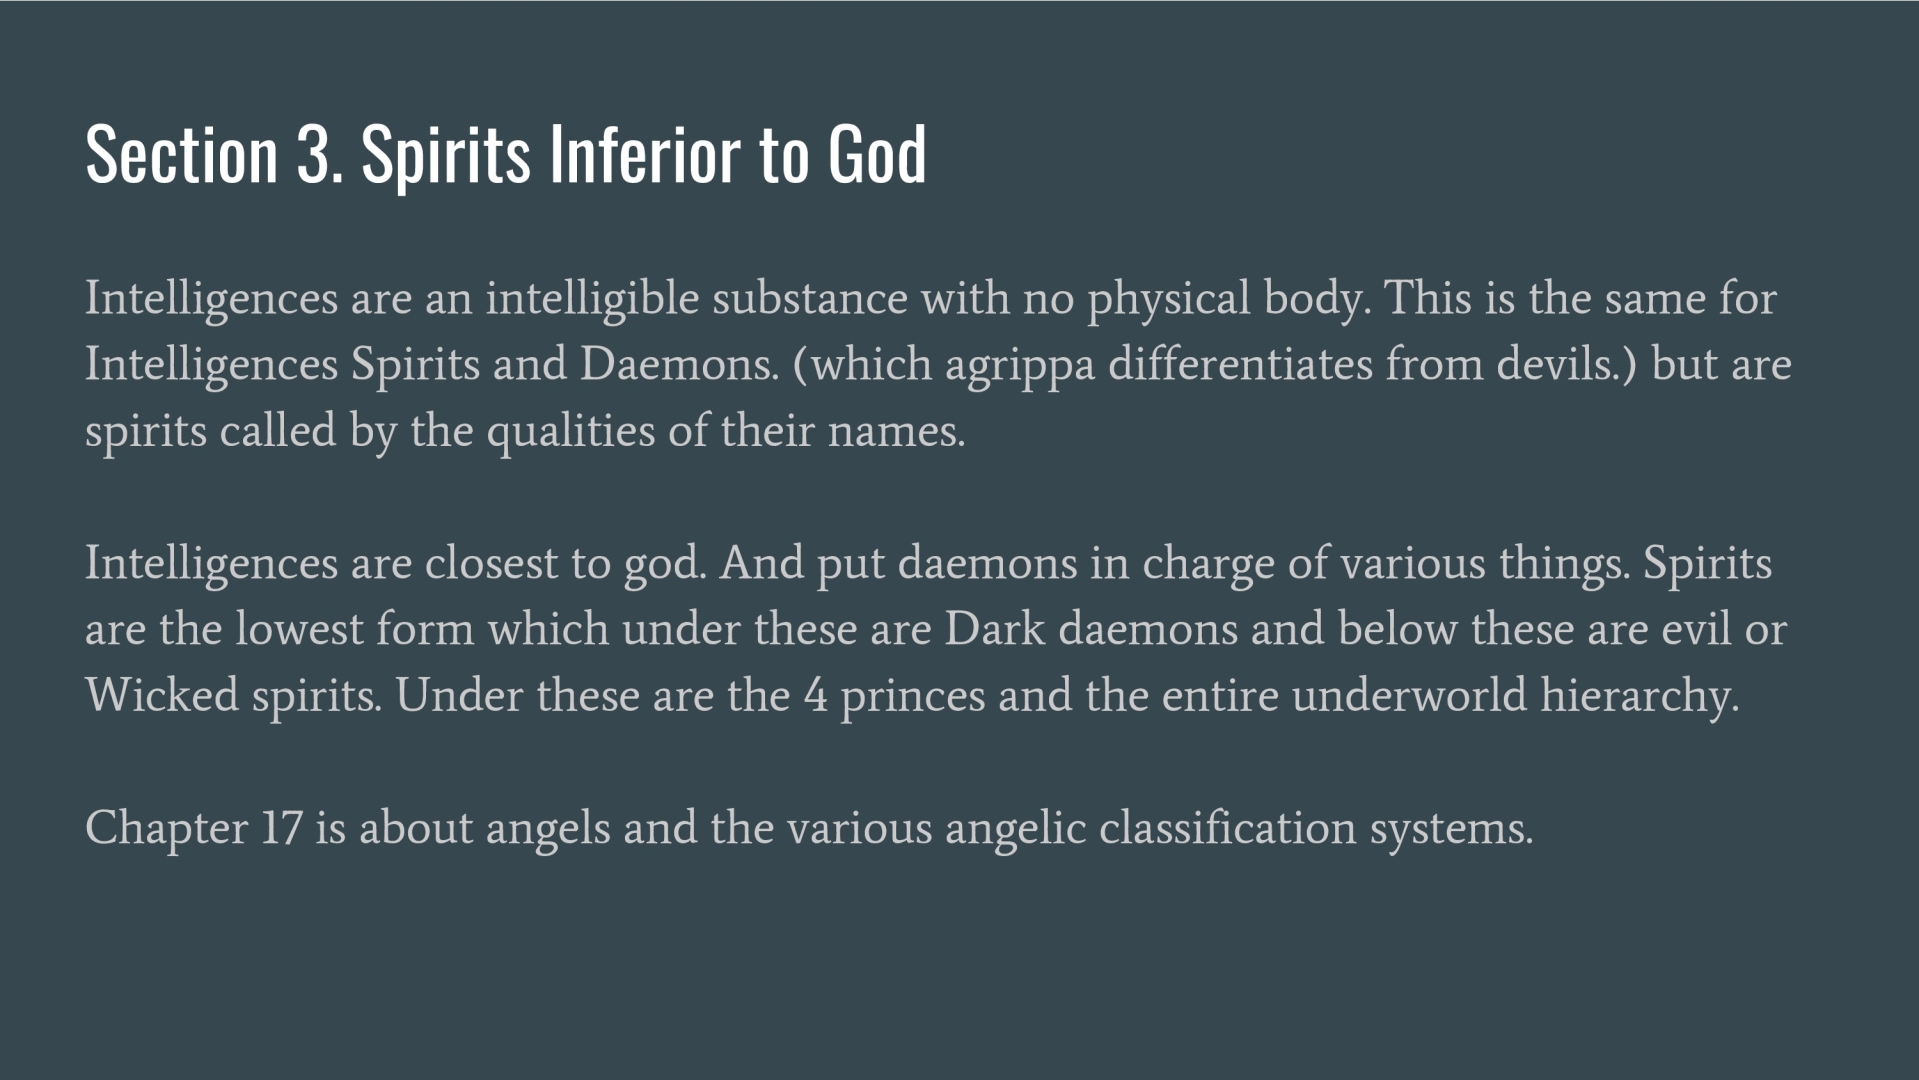 Section 3. Spirits Inferior to God
Intelligences are an intelligible substance with no physical body. This is the same for
Intelligences Spirits and Daemons. (which agrippa differentiates from devils.) but are
spirits called by the qualities of their names.
Intelligences are closest to god. And put daemons in charge of various things. Spirits
are the lowest form which under these are Dark daemons and below these are evil or
Wicked spirits. Under these are the 4 princes and the entire underworld hierarchy.
Chapter 17 is about angels and the various angelic classification systems.